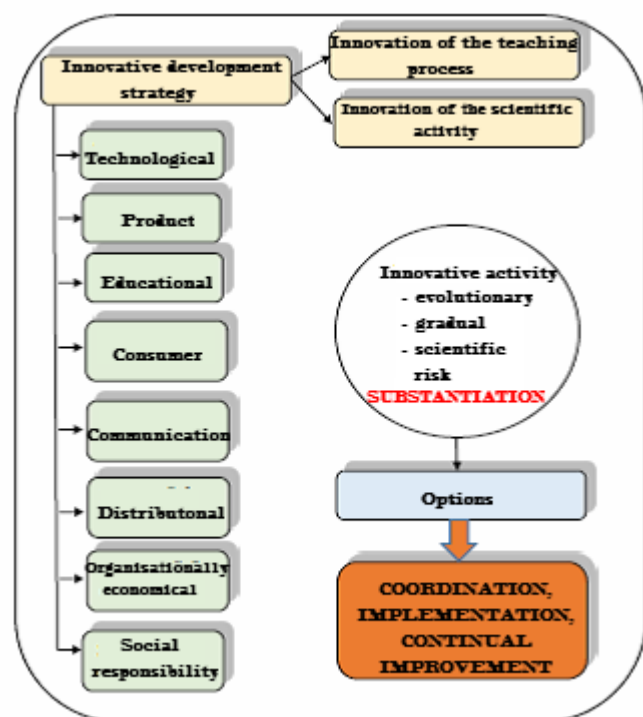 Innovative development
strategy
Innovation of the teaching
process
Innovation of the scientific
activity
Technological
Product
Educational
Consumer
Communication
Distributonal
Organisationally
economical
Social
responsibility
Innovative activity
- evolutionary
- gradual
- scientific
risk
SUBSTANTIATION
Options
COORDINATION,
IMPLEMENTATION,
CONTINUAL
IMPROVEMENT